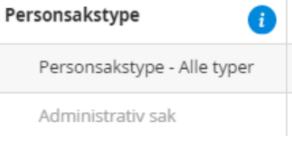 Personsakstype i
Personsakstype - Alle typer
Administrativ sak